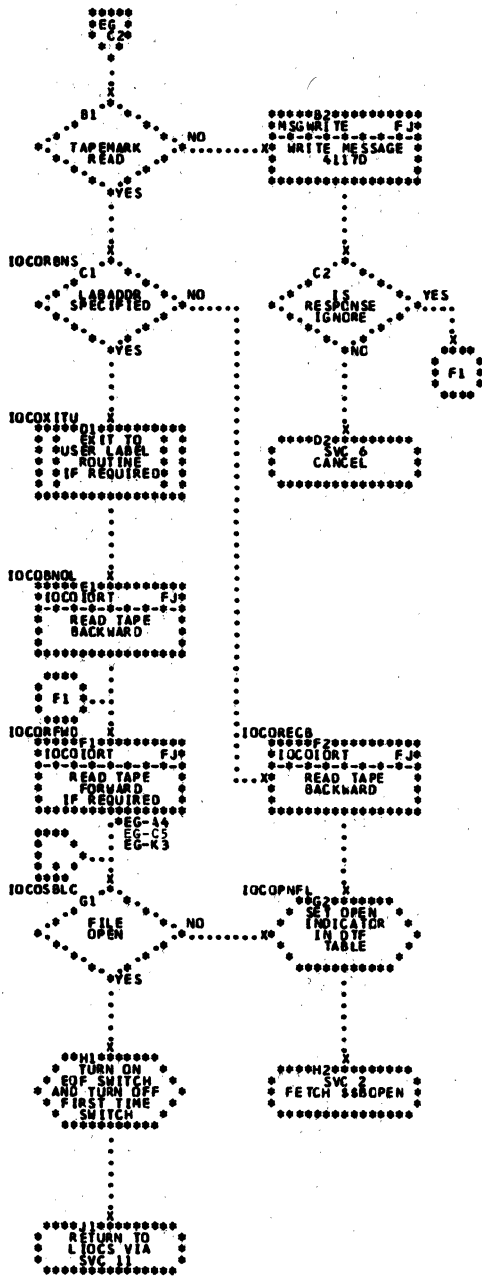 EG
C2
B1
TAPEMARK
READ
NO
YES
B2
MSGWRITE FJ
WRITE MESSAGE
4117D
IOCORBNS
C1
LABADDR
SPECIFIED
NO
YES
C2
IS
RESPONSE
IGNORE
YES
NO
F1
IOCOXITU
D1
EXIT TO
USER LABEL
ROUTINE
IF REQUIRED
D2
SVC 6
CANCEL
IOCOBNOL
E1
IOCOIORT FJ
READ TAPE
BACKWARD
F1
IOCORFWD
F1
IOCOIORT FJ
READ TAPE
FORWARD
IF REQUIRED
IOCORECB
F2
IOCOIORT FJ
READ TAPE
BACKWARD
*EG-A4
EG-C5
EG-K3
IOCOSBLC
G1
FILE
OPEN
NO
YES
IOCOPNFL
G2
SET OPEN
INDICATOR
IN DTF
TABLE
H1
TURN ON
EOF SWITCH
AND TURN OFF
FIRST TIME
SWITCH
H2
SVC 2
FETCH $$BOPEN
J1
RETURN TO
LIOCS VIA
SVC 11